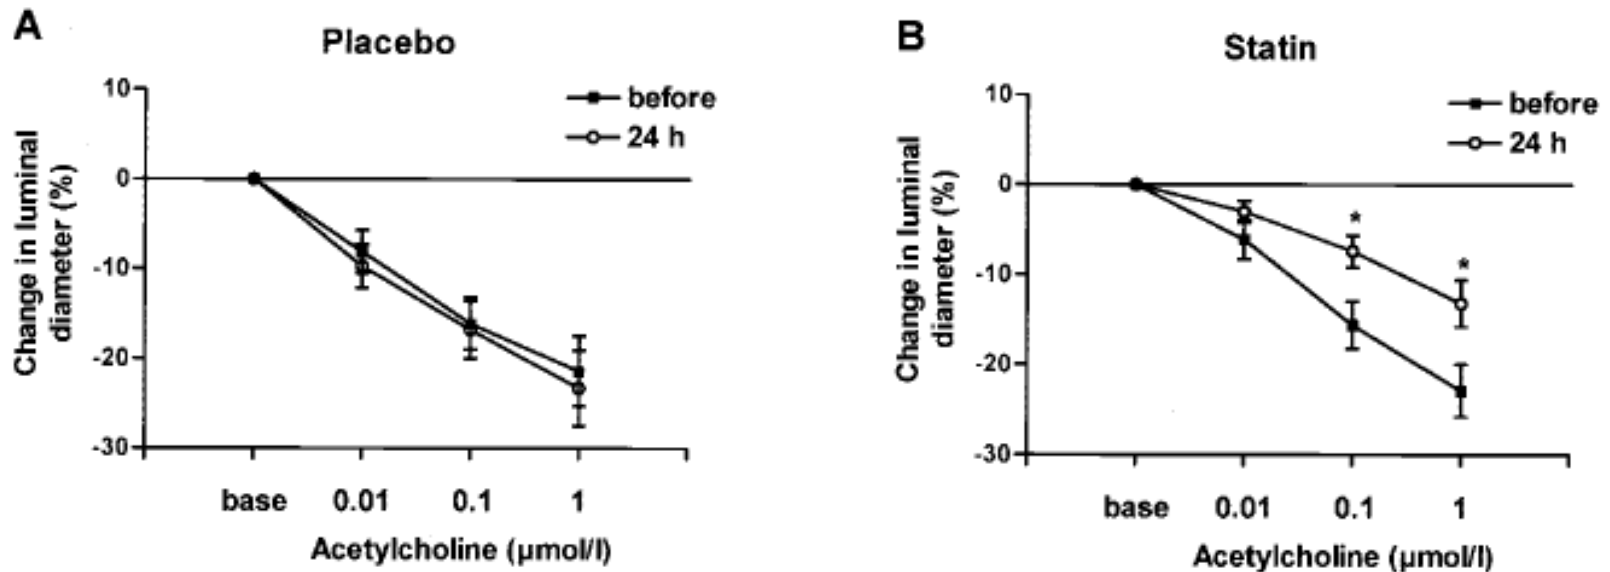 A
Placebo
before
24 h
10
0
-10
-20
-30
Change in luminal
diameter (%)
base 0.01 0.1 1
Acetylcholine (µmol/l)
B
Statin
before
24 h
10
0
-10
-20
-30
Change in luminal
diameter (%)
*
*
base 0.01 0.1 1
Acetylcholine (µmol/l)